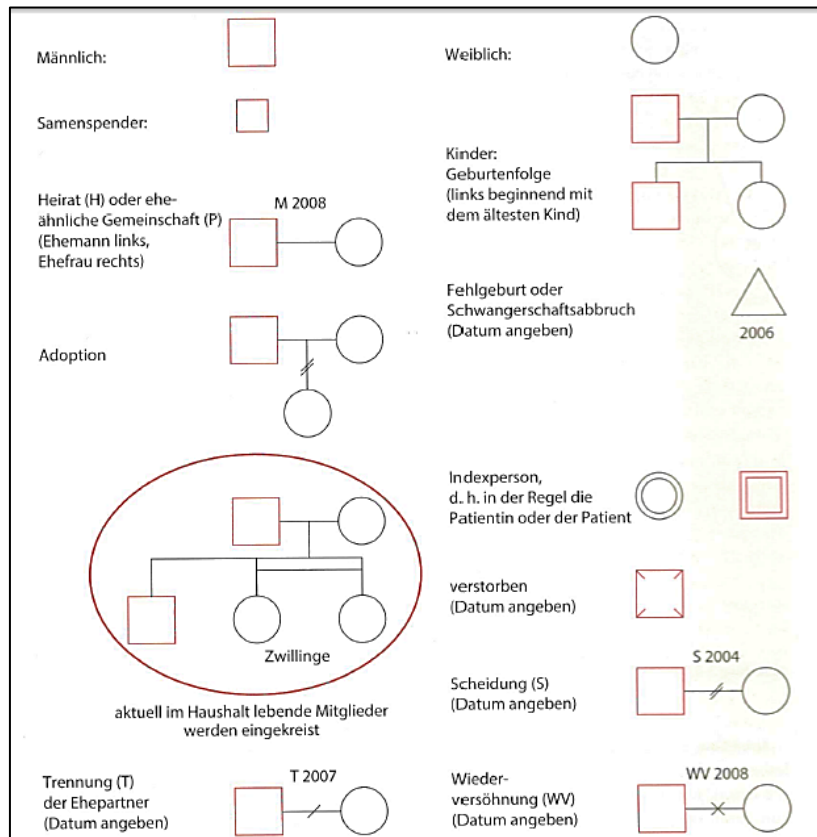 Männlich:
Weiblich:
Samenspender:
Kinder:
Geburtenfolge
(links beginnend mit
dem ältesten Kind)
Heirat (H) oder ehe-
ähnliche Gemeinschaft (P)
(Ehemann links,
Ehefrau rechts)
M 2008
Fehlgeburt oder
Schwangerschaftsabbruch
(Datum angeben)
2006
Adoption
Indexperson,
d. h. in der Regel die
Patientin oder der Patient
Zwillinge
aktuell im Haushalt lebende Mitglieder
werden eingekreist
verstorben
(Datum angeben)
Scheidung (S)
(Datum angeben)
S 2004
Trennung (T)
der Ehepartner
(Datum angeben)
T 2007
Wieder-
versöhnung (WV)
(Datum angeben)
WV 2008